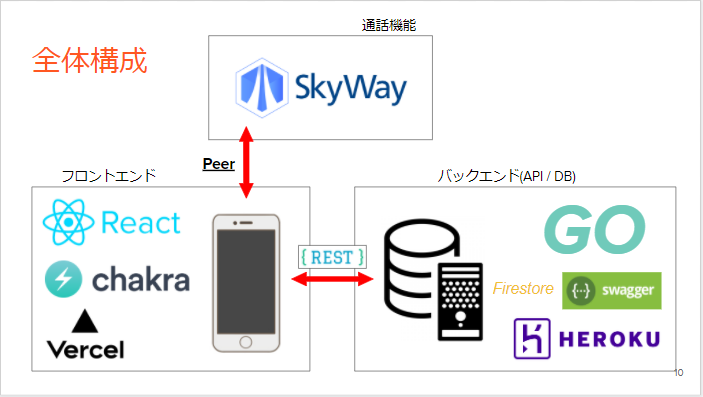 通話機能
全体構成
SkyWay
Peer
フロントエンド
バックエンド(API / DB)
React
chakra
Vercel
{ REST }
GO
Firestore
{··} swagger
HEROKU
10